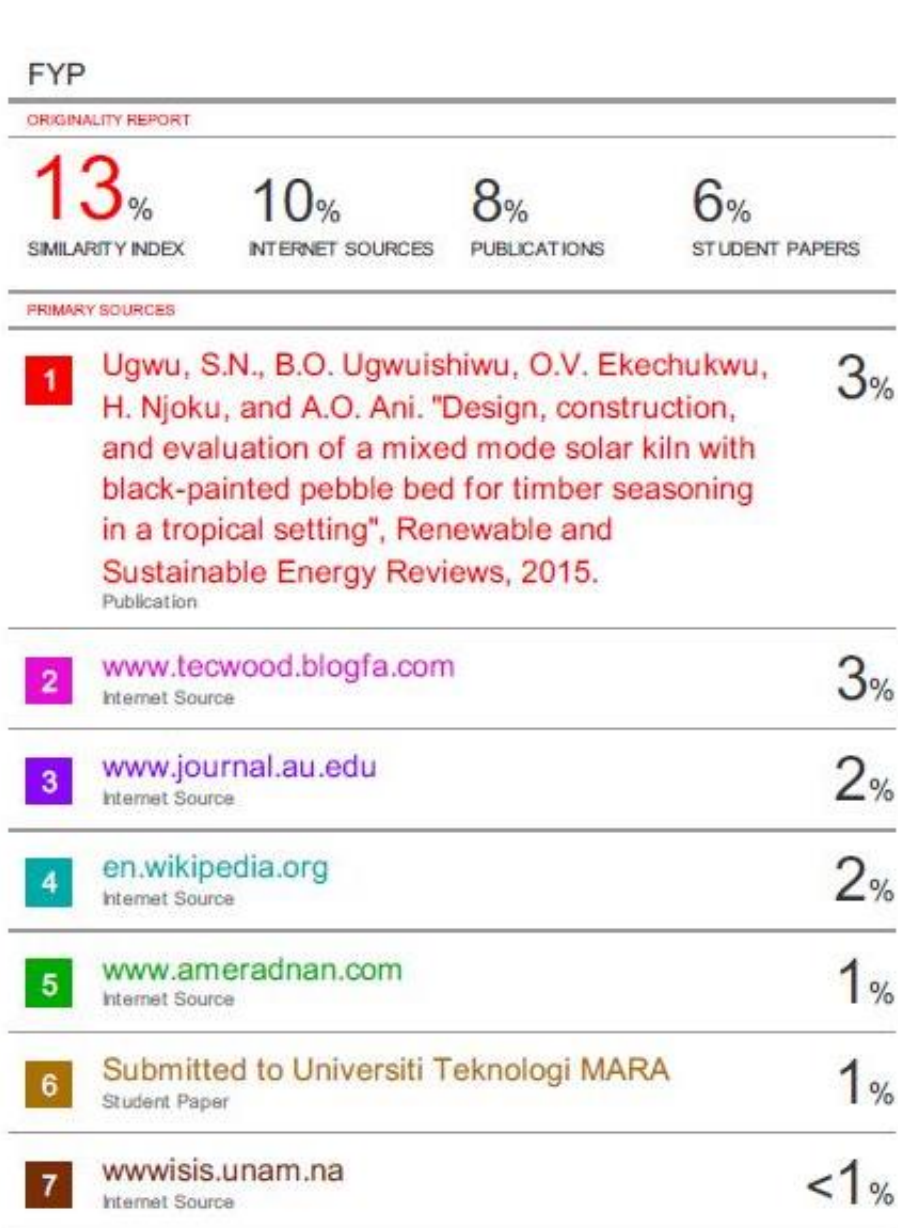 FYP
ORIGINALITY REPORT
13%
10%
8%
6%
SIMILARITY INDEX
INTERNET SOURCES
PUBLICATIONS
STUDENT PAPERS
PRIMARY SOURCES
1
Ugwu, S.N., B.O. Ugwuishiwu, O.V. Ekechukwu,
H. Njoku, and A.O. Ani. "Design, construction,
and evaluation of a mixed mode solar kiln with
black-painted pebble bed for timber seasoning
in a tropical setting", Renewable and
Sustainable Energy Reviews, 2015.
Publication
3%
2
www.tecwood.blogfa.com
Internet Source
3%
3
www.journal.au.edu
Internet Source
2%
4
en.wikipedia.org
Internet Source
2%
5
www.ameradnan.com
Internet Source
1%
6
Submitted to Universiti Teknologi MARA
Student Paper
1%
7
wwwisis.unam.na
Internet Source
<1%